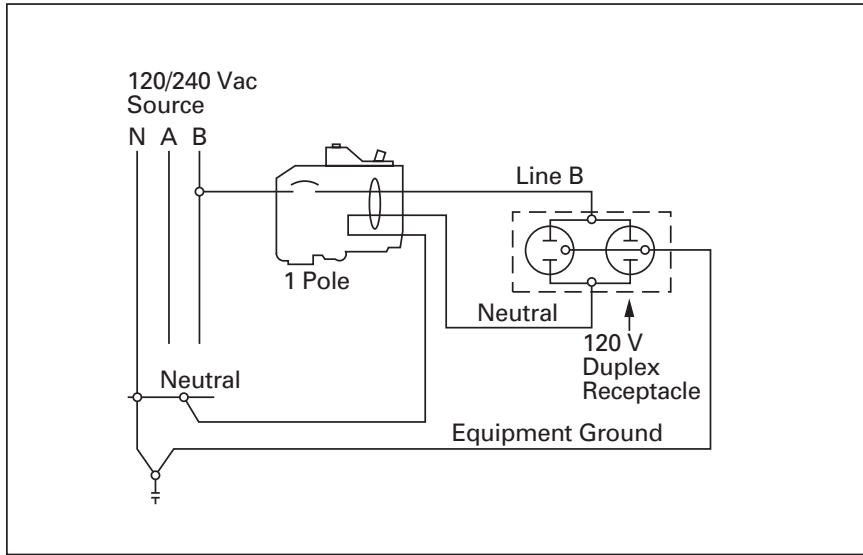 120/240 Vac
Source
N A B
Line B
1 Pole
Neutral
120 V
Duplex
Receptacle
Neutral
Equipment Ground